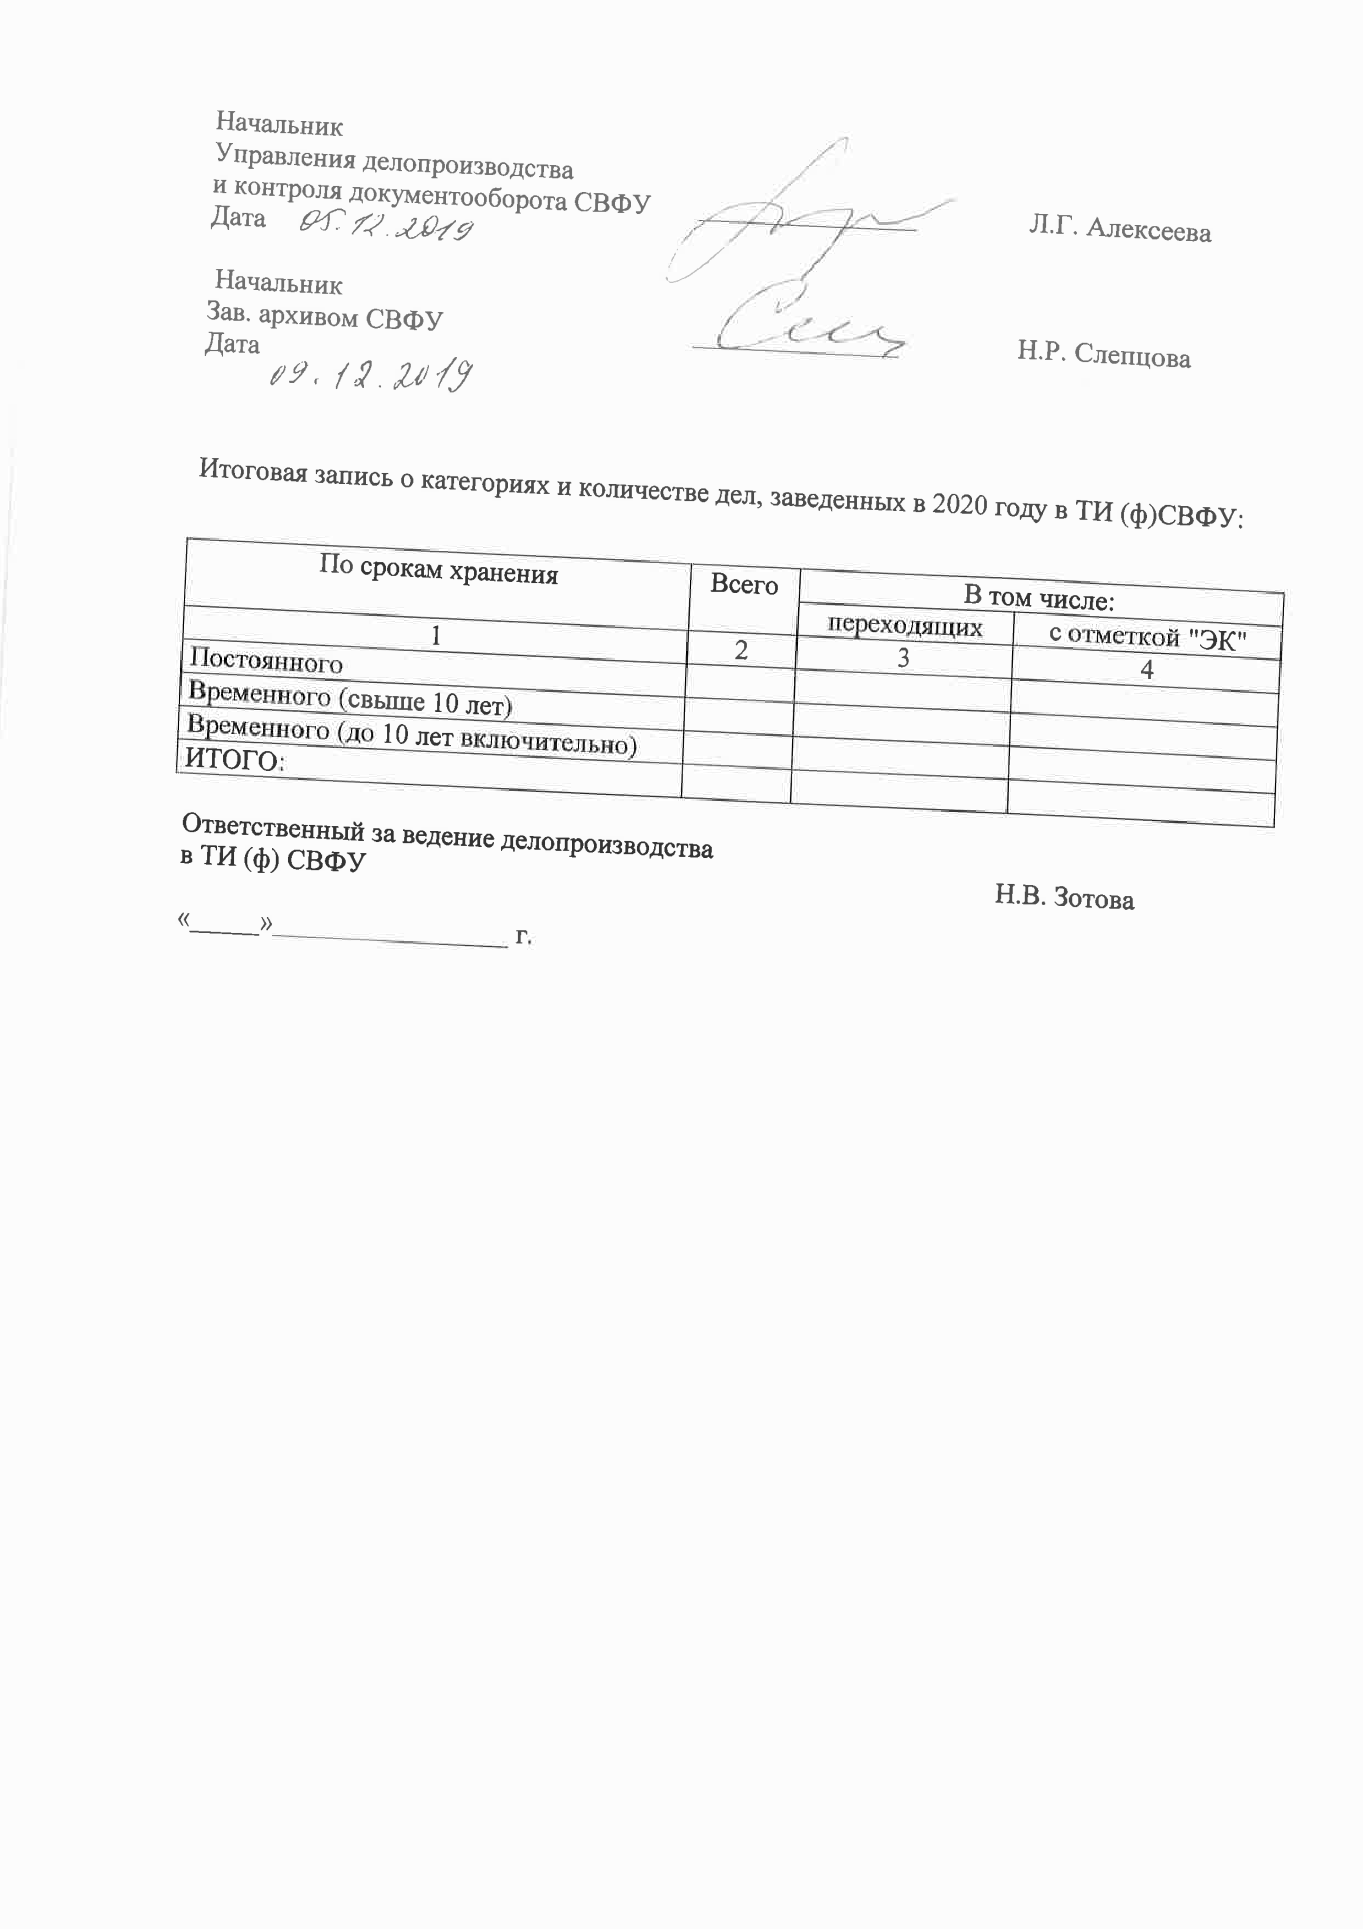 Начальник
Управления делопроизводства
и контроля документооборота СВФУ
Дата 05.12.2019
Л.Г. Алексеева
Начальник
Зав. архивом СВФУ
Дата
Н.Р. Слепцова
09.12.2019
Итоговая запись о категориях и количестве дел, заведенных в 2020 году в ТИ (ф)СВФУ:
По срокам хранения Всего В том числе:
переходящих с отметкой "ЭК"
1 2 3 4
Постоянного
Временного (свыше 10 лет)
Временного (до 10 лет включительно)
ИТОГО:
Ответственный за ведение делопроизводства
в ТИ (ф) СВФУ
Н.В. Зотова
«_____»_________________ г.